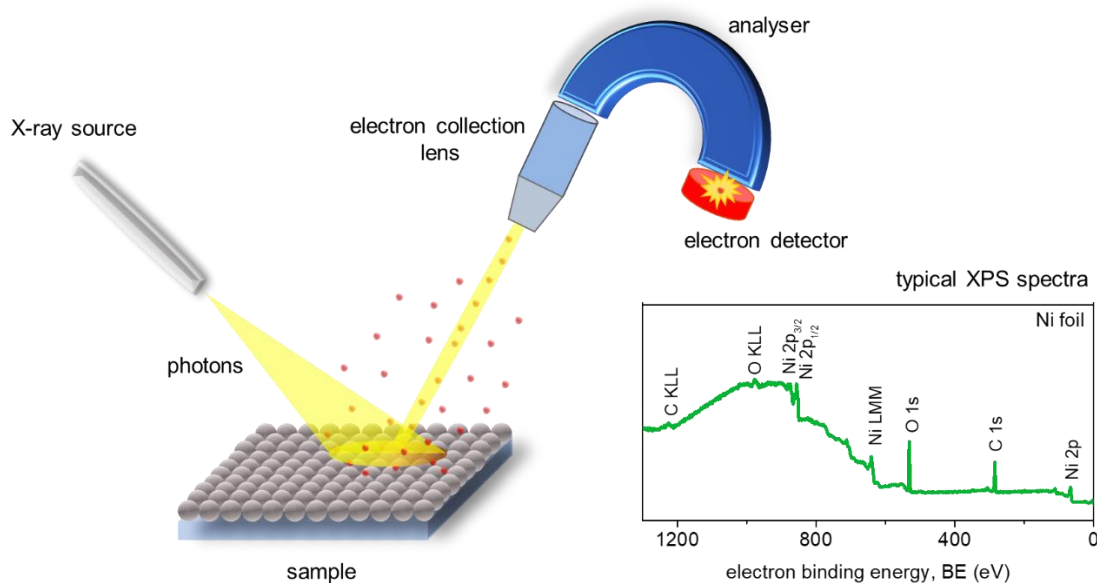 analyser
X-ray source
electron collection
lens
electron detector
typical XPS spectra
photons
sample
Ni foil
C KLL
O KLL
Ni 2p3/2
Ni 2p1/2
Ni LMM
O 1s
C 1s
Ni 2p
1200 800 400 0
electron binding energy, BE (eV)